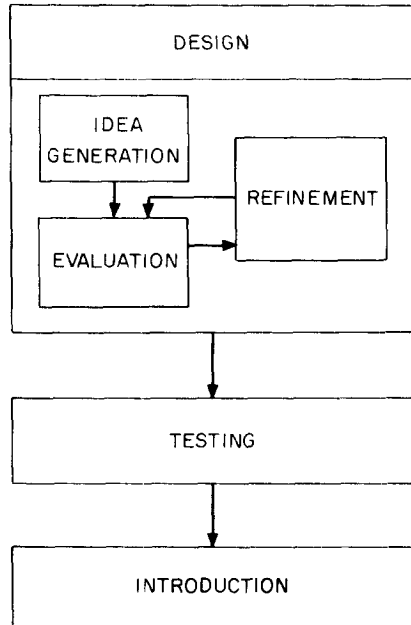 DESIGN
IDEA
GENERATION
REFINEMENT
EVALUATION
TESTING
INTRODUCTION